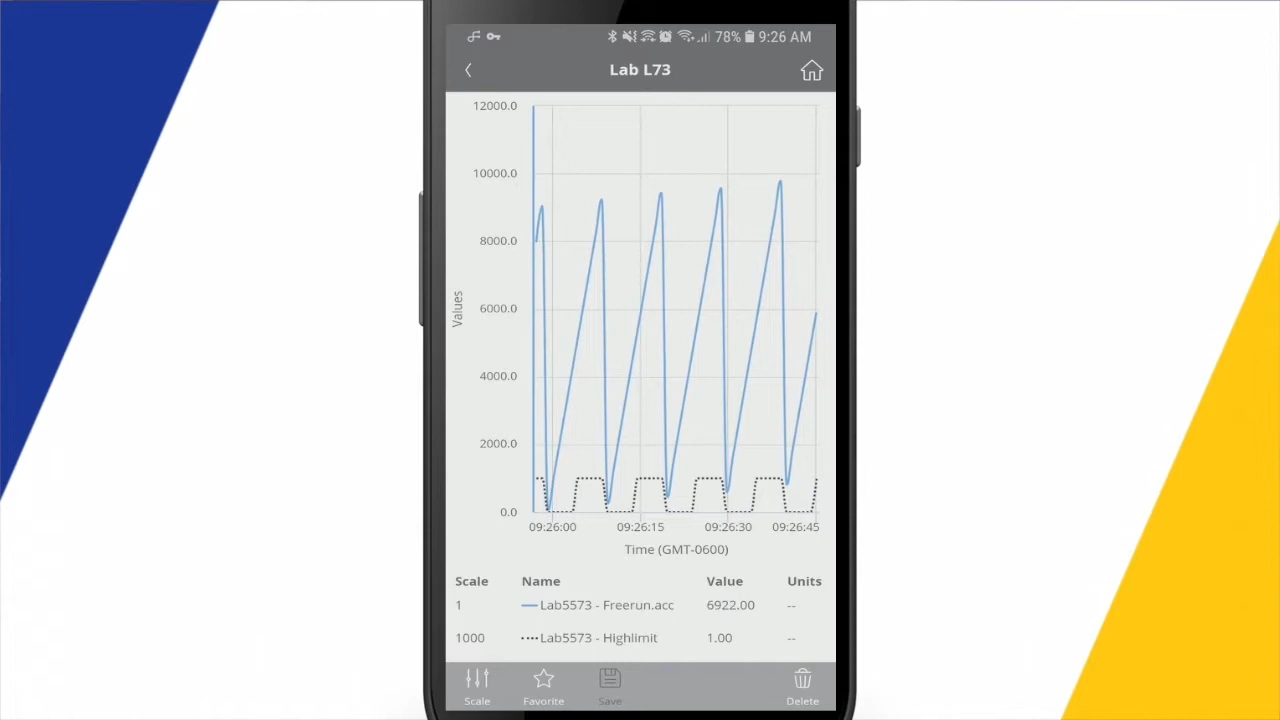 78% 9:26 AM
Lab L73
12000.0
10000.0
8000.0
6000.0
4000.0
2000.0
0.0
Values
09:26:00 09:26:15 09:26:30 09:26:45
Time (GMT-0600)
Scale Name Value Units
1 Lab5573 - Freerun.acc 6922.00 --
1000 Lab5573 - Highlimit 1.00 --
Scale Favorite Save Delete